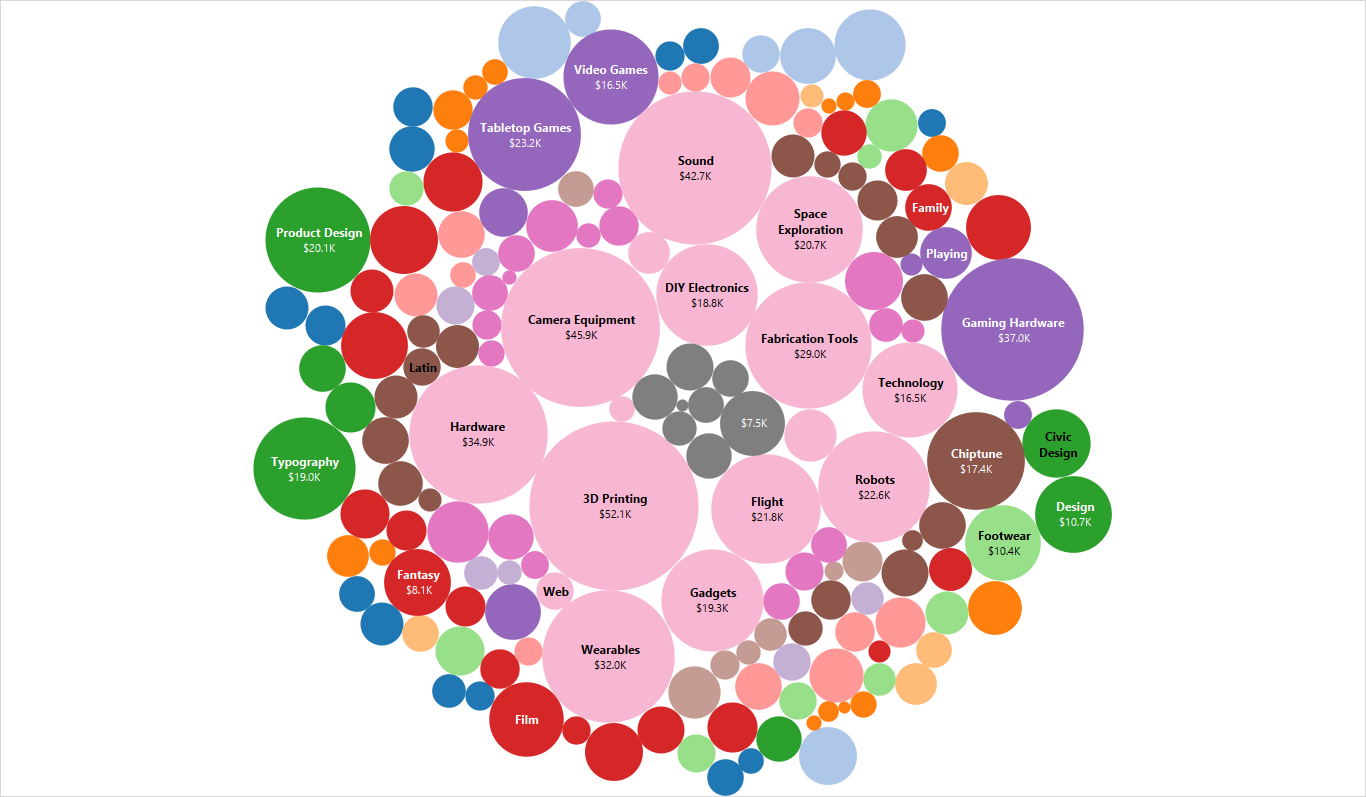 Video Games
$16.5K
Tabletop Games
$23.2K
Sound
$42.7K
Space
Exploration
$20.7K
Family
Product Design
$20.1K
Playing
DIY Electronics
$18.8K
Camera Equipment
$45.9K
Gaming Hardware
$37.0K
Fabrication Tools
$29.0K
Latin
Technology
$16.5K
$7.5K
Hardware
$34.9K
Civic
Design
Chiptune
$17.4K
Typography
$19.0K
Robots
$22.6K
3D Printing
$52.1K
Flight
$21.8K
Design
$10.7K
Footwear
$10.4K
Fantasy
$8.1K
Web
Gadgets
$19.3K
Wearables
$32.0K
Film